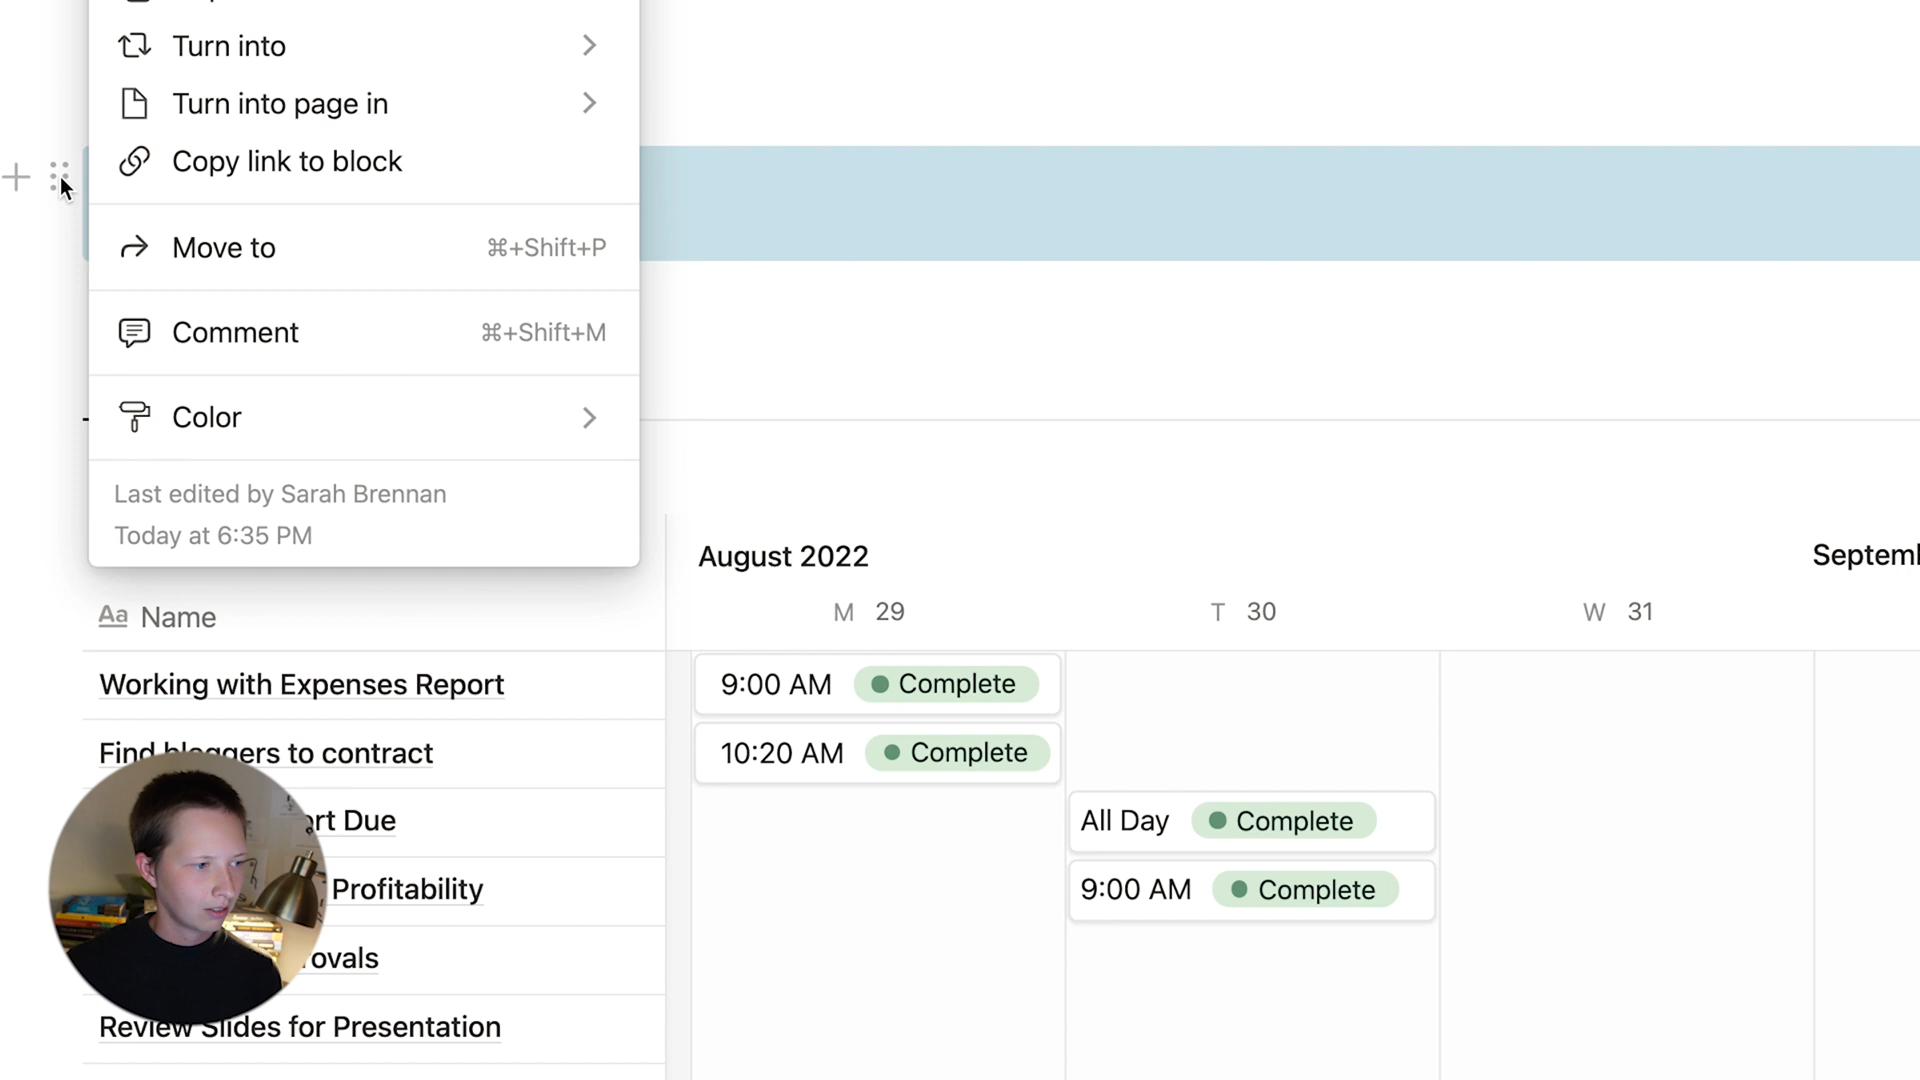 Turn into
Turn into page in
Copy link to block
Move to ⌘+Shift+P
Comment ⌘+Shift+M
Color
Last edited by Sarah Brennan
Today at 6:35 PM
August 2022
M 29 T 30 W 31
Aa Name
Working with Expenses Report 9:00 AM Complete
Find bloggers to contract 10:20 AM Complete
Due All Day Complete
Profitability 9:00 AM Complete
Review Slides for Presentation